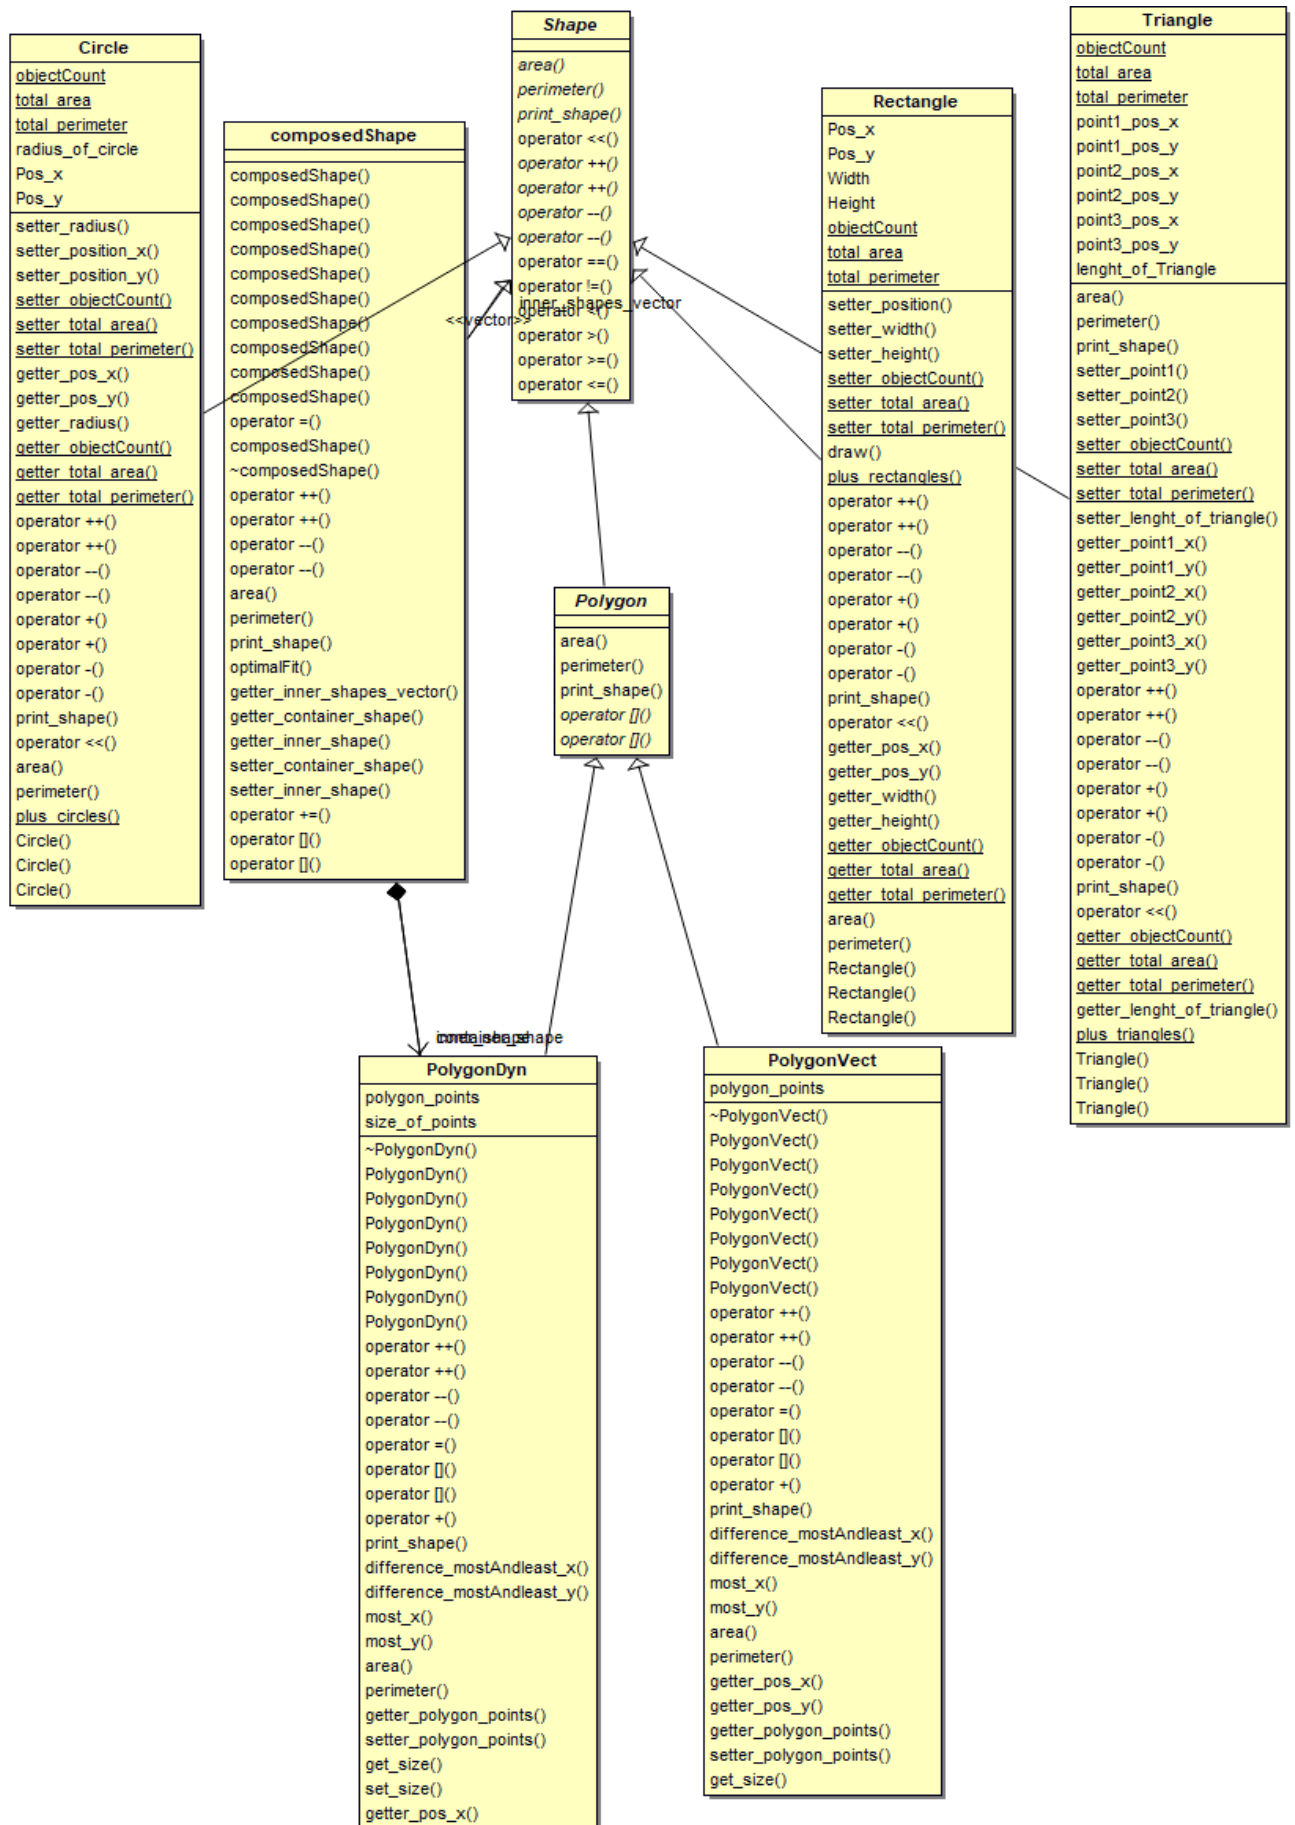 Circle
objectCount
total_area
total_perimeter
radius_of_circle
Pos_x
Pos_y
setter_radius()
setter_position_x()
setter_position_y()
setter_objectCount()
setter_total_area()
setter_total_perimeter()
getter_pos_x()
getter_pos_y()
getter_radius()
getter_objectCount()
getter_total_area()
getter_total_perimeter()
operator ++()
operator ++()
operator --()
operator --()
operator +()
operator +()
operator -()
operator -()
print_shape()
operator <<()
area()
perimeter()
plus_circles()
Circle()
Circle()
Circle()
composedShape
composedShape()
composedShape()
composedShape()
composedShape()
composedShape()
composedShape()
composedShape()
composedShape()
composedShape()
composedShape()
operator =()
composedShape()
~composedShape()
operator ++()
operator ++()
operator --()
operator --()
area()
perimeter()
print_shape()
optimalFit()
getter_inner_shapes_vector()
getter_container_shape()
getter_inner_shape()
setter_container_shape()
setter_inner_shape()
operator +=()
operator []()
operator []()
Shape
area()
perimeter()
print_shape()
operator <<()
operator ++()
operator ++()
operator --()
operator --()
operator ==()
operator !=()
operator <()
operator >()
operator >=()
operator <=()
<<vector>>
inner_shapes_vector
Polygon
area()
perimeter()
print_shape()
operator []()
operator []()
Rectangle
Pos_x
Pos_y
Width
Height
objectCount
total_area
total_perimeter
setter_position()
setter_width()
setter_height()
setter_objectCount()
setter_total_area()
setter_total_perimeter()
draw()
plus_rectangles()
operator ++()
operator ++()
operator --()
operator --()
operator +()
operator +()
operator -()
operator -()
print_shape()
operator <<()
getter_pos_x()
getter_pos_y()
getter_width()
getter_height()
getter_objectCount()
getter_total_area()
getter_total_perimeter()
area()
perimeter()
Rectangle()
Rectangle()
Rectangle()
Triangle
objectCount
total_area
total_perimeter
point1_pos_x
point1_pos_y
point2_pos_x
point2_pos_y
point3_pos_x
point3_pos_y
lenght_of_Triangle
area()
perimeter()
print_shape()
setter_point1()
setter_point2()
setter_point3()
setter_objectCount()
setter_total_area()
setter_total_perimeter()
setter_lenght_of_triangle()
getter_point1_x()
getter_point1_y()
getter_point2_x()
getter_point2_y()
getter_point3_x()
getter_point3_y()
operator ++()
operator ++()
operator --()
operator --()
operator +()
operator +()
operator -()
operator -()
print_shape()
operator <<()
getter_objectCount()
getter_total_area()
getter_total_perimeter()
getter_lenght_of_triangle()
plus_triangles()
Triangle()
Triangle()
Triangle()
PolygonDyn
polygon_points
size_of_points
~PolygonDyn()
PolygonDyn()
PolygonDyn()
PolygonDyn()
PolygonDyn()
PolygonDyn()
PolygonDyn()
PolygonDyn()
operator ++()
operator ++()
operator --()
operator --()
operator =()
operator []()
operator []()
operator +()
print_shape()
difference_mostAndleast_x()
difference_mostAndleast_y()
most_x()
most_y()
area()
perimeter()
getter_polygon_points()
setter_polygon_points()
get_size()
set_size()
getter_pos_x()
PolygonVect
polygon_points
~PolygonVect()
PolygonVect()
PolygonVect()
PolygonVect()
PolygonVect()
PolygonVect()
PolygonVect()
PolygonVect()
operator ++()
operator ++()
operator --()
operator --()
operator =()
operator []()
operator []()
operator +()
print_shape()
difference_mostAndleast_x()
difference_mostAndleast_y()
most_x()
most_y()
area()
perimeter()
getter_pos_x()
getter_pos_y()
getter_polygon_points()
setter_polygon_points()
get_size()